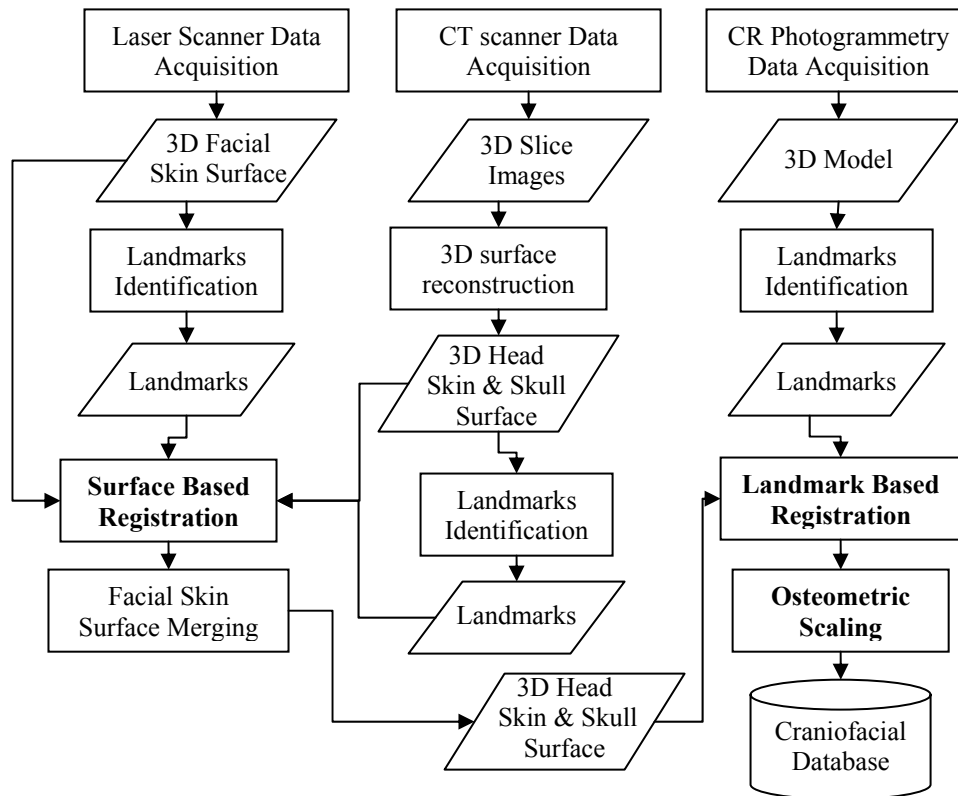 Laser Scanner Data
Acquisition
CT scanner Data
Acquisition
CR Photogrammetry
Data Acquisition
3D Facial
Skin Surface
3D Slice
Images
3D Model
Landmarks
Identification
3D surface
reconstruction
Landmarks
Identification
Landmarks
3D Head
Skin & Skull
Surface
Landmarks
Surface Based
Registration
Landmarks
Identification
Landmark Based
Registration
Facial Skin
Surface Merging
Landmarks
Osteometric
Scaling
3D Head
Skin & Skull
Surface
Craniofacial
Database